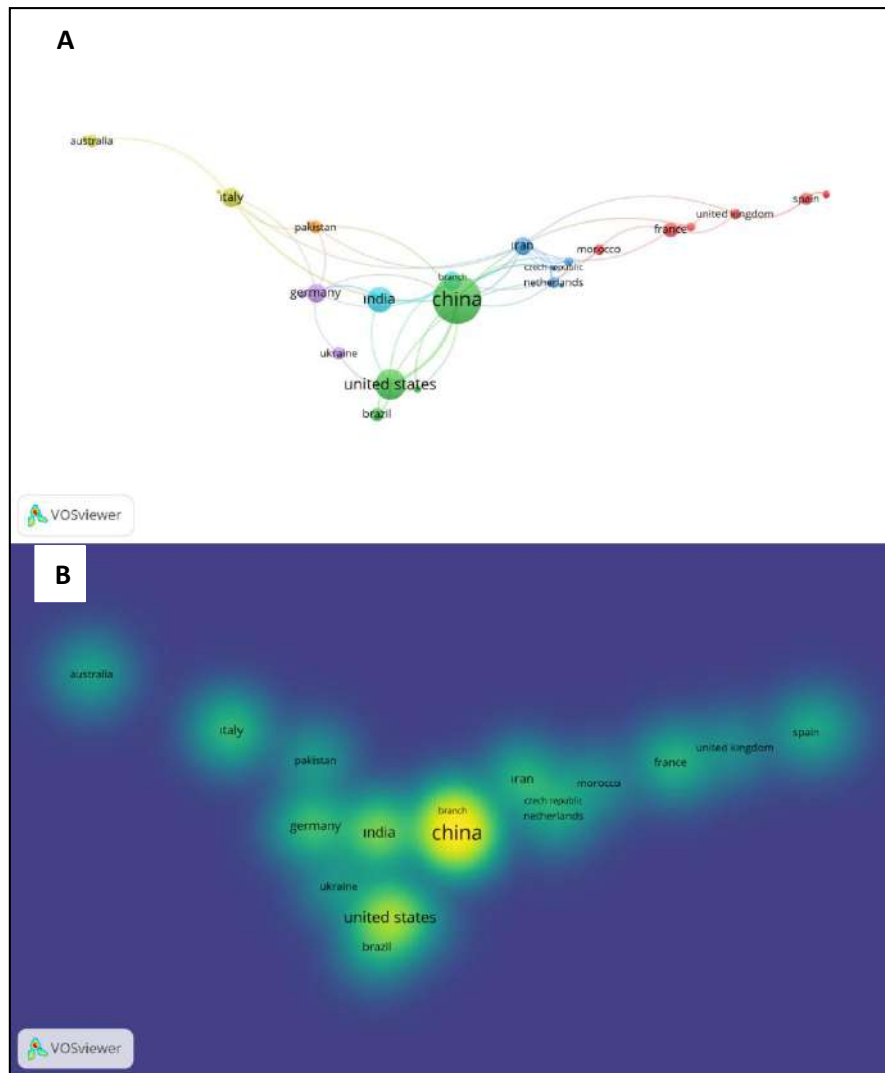 A
australia
italy
pakistan
germany
india
ukraine
united states
brazil
branch
china
iran
czech republic
netherlands
morocco
france
united kingdom
spain
VOSviewer
B
australia
italy
pakistan
germany
india
ukraine
united states
brazil
branch
china
iran
czech republic
netherlands
morocco
france
united kingdom
spain
VOSviewer